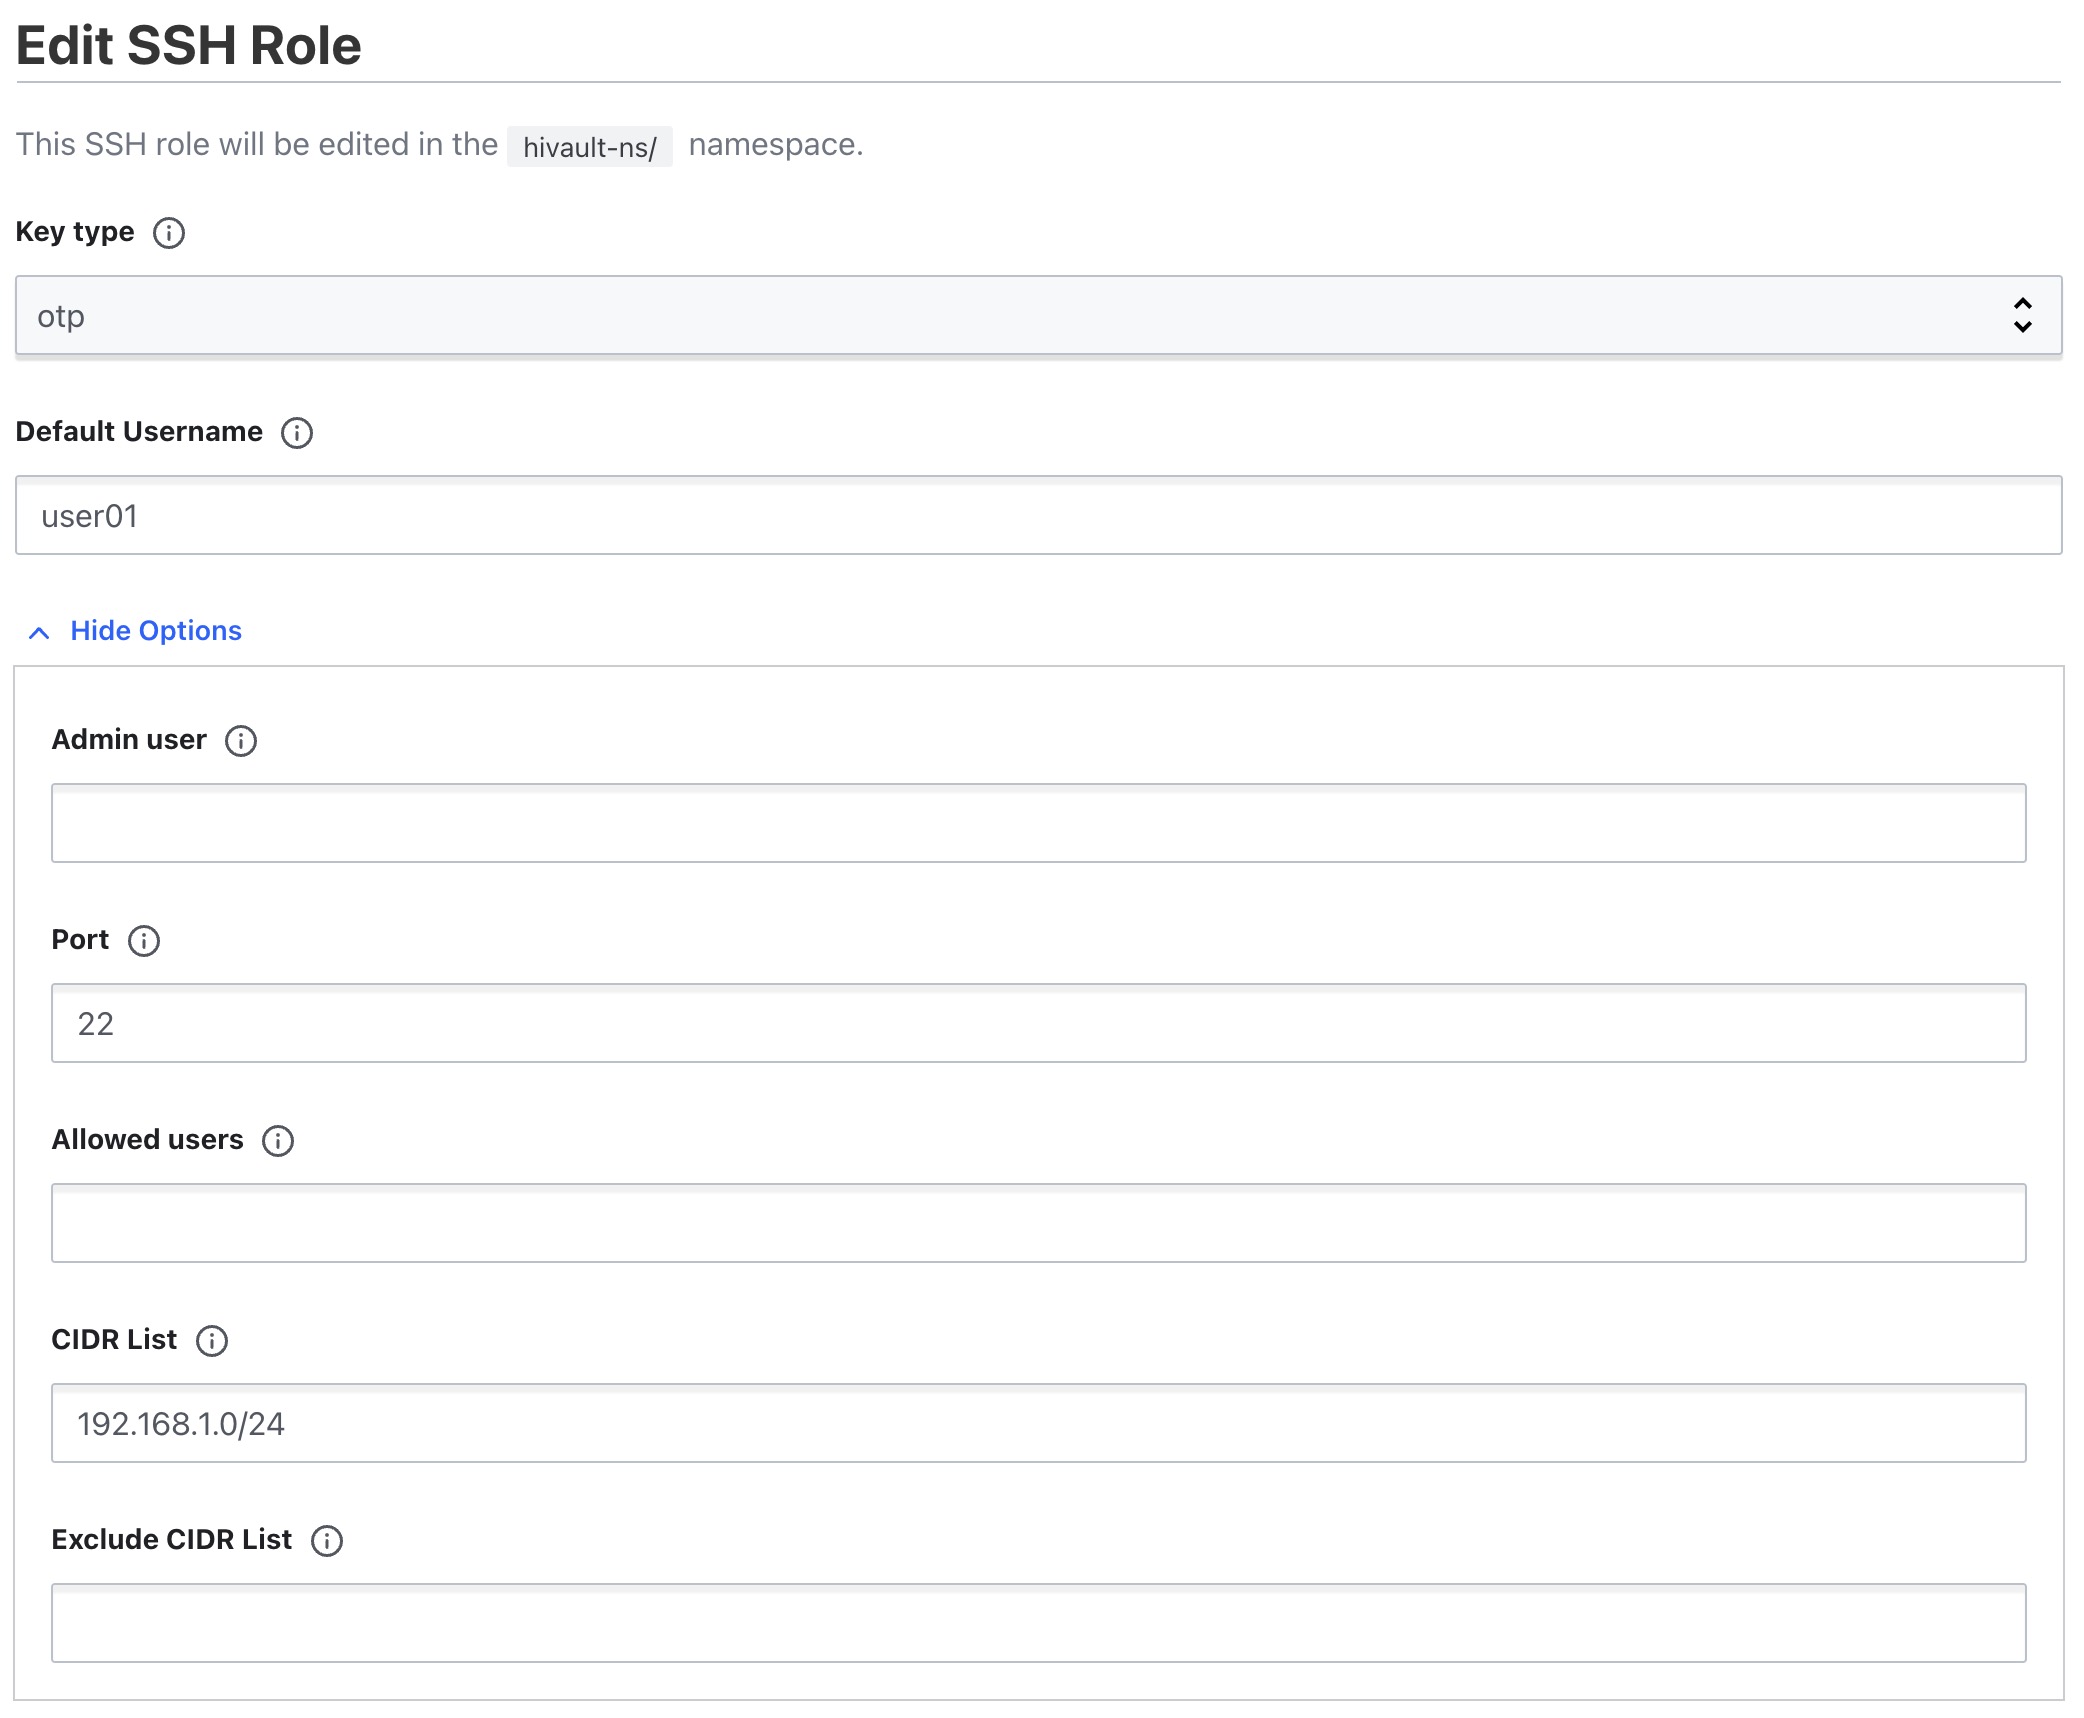 Edit SSH Role
This SSH role will be edited in the hivault-ns/ namespace.
Key type
otp
Default Username
user01
Hide Options
Admin user
Port
22
Allowed users
CIDR List
192.168.1.0/24
Exclude CIDR List